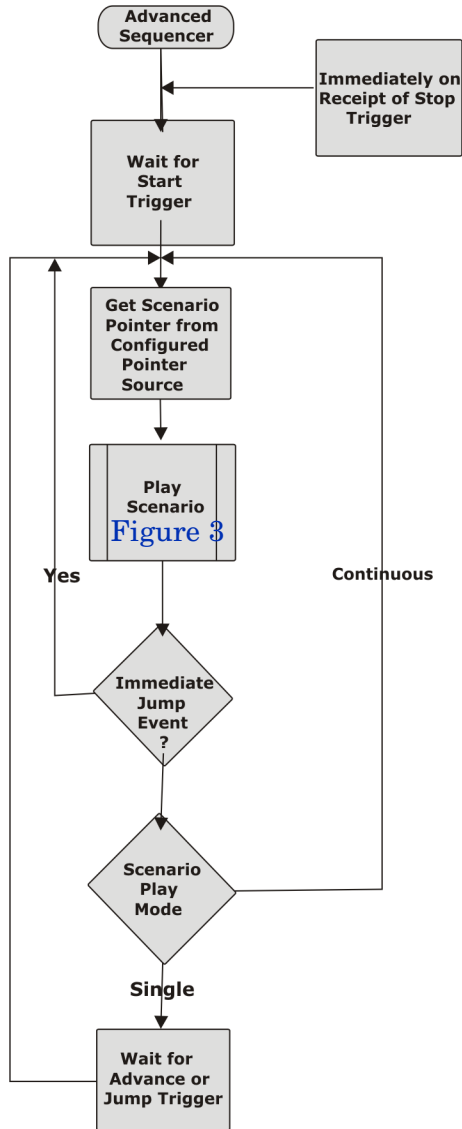 Advanced
Sequencer
Immediately on
Receipt of Stop
Trigger
Wait for
Start
Trigger
Get Scenario
Pointer from
Configured
Pointer
Source
Play
Scenario
Figure 3
Yes
Continuous
Immediate
Jump
Event
?
Scenario
Play
Mode
Single
Wait for
Advance or
Jump Trigger